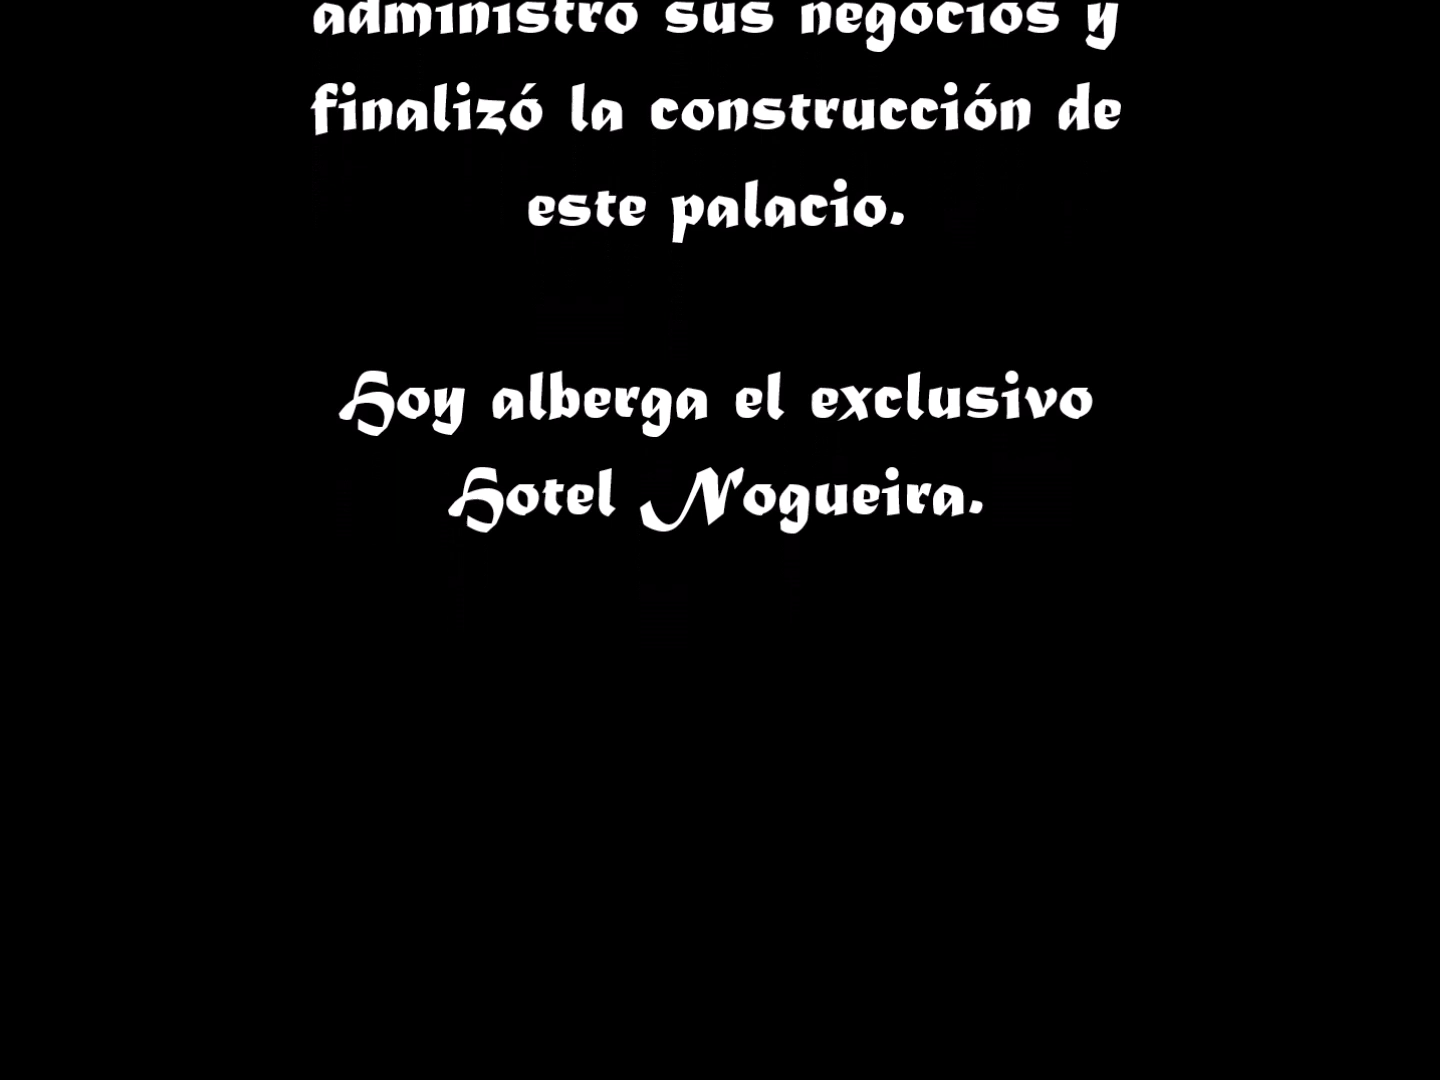 administró sus negocios y
finalizó la construcción de
este palacio.
Hoy alberga el exclusivo
Hotel Nogueira.